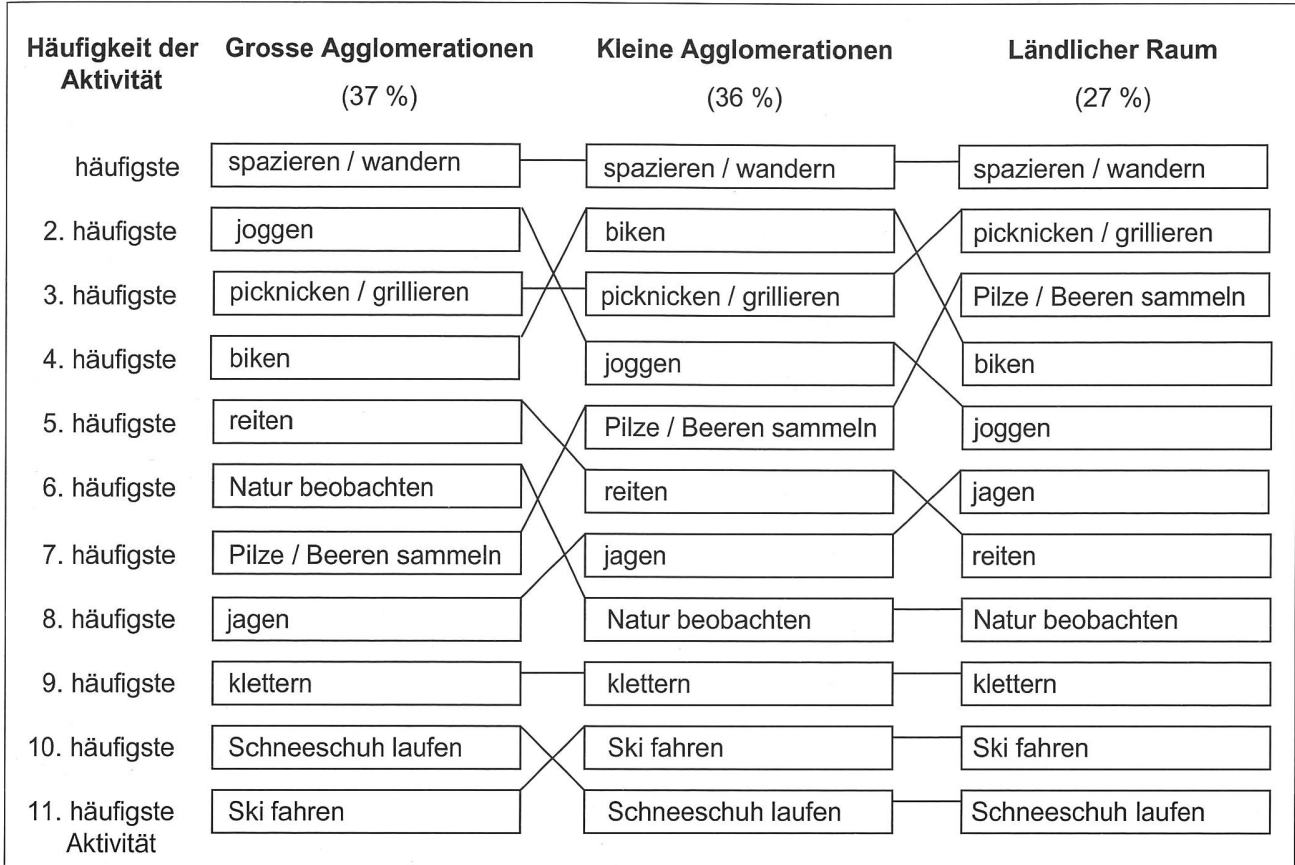 Häufigkeit der Aktivität Grosse Agglomerationen Kleine Agglomerationen Ländlicher Raum
(37 %) (36 %) (27 %)
häufigste spazieren / wandern spazieren / wandern spazieren / wandern
2. häufigste joggen biken picknicken / grillieren
3. häufigste picknicken / grillieren picknicken / grillieren Pilze / Beeren sammeln
4. häufigste biken joggen biken
5. häufigste reiten Pilze / Beeren sammeln joggen
6. häufigste Natur beobachten reiten jagen
7. häufigste Pilze / Beeren sammeln jagen reiten
8. häufigste jagen Natur beobachten Natur beobachten
9. häufigste klettern klettern klettern
10. häufigste Schneeschuh laufen Ski fahren Ski fahren
11. häufigste Ski fahren Schneeschuh laufen Schneeschuh laufen
Aktivität